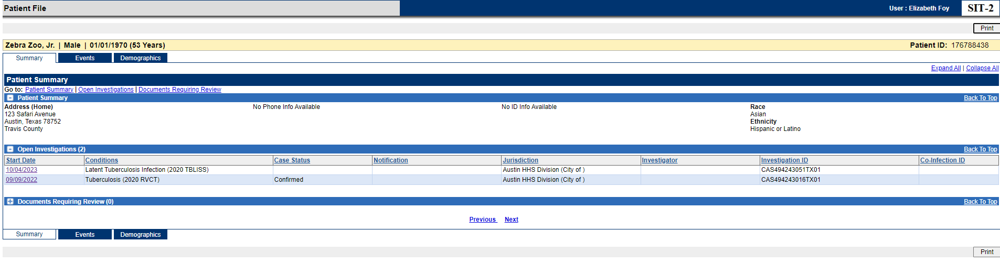 Patient File
User : Elizabeth Foy
SIT-2
Print
Zebra Zoo, Jr. | Male | 01/01/1970 (53 Years)
Patient ID: 176788438
Summary Events Demographics
Expand All | Collapse All
Patient Summary
Go to: Patient Summary | Open Investigations | Documents Requiring Review
Patient Summary Back To Top
Address (Home) No Phone Info Available No ID Info Available Race
123 Safari Avenue Asian
Austin, Texas 78752 Ethnicity
Travis County Hispanic or Latino
Open Investigations (2) Back To Top
Start Date Conditions Case Status Notification Jurisdiction Investigator Investigation ID Co-Infection ID
10/04/2023 Latent Tuberculosis Infection (2020 TBLISS) Austin HHS Division (City of ) CAS494243051TX01
09/09/2022 Tuberculosis (2020 RVCT) Confirmed Austin HHS Division (City of ) CAS494243016TX01
Documents Requiring Review (0) Back To Top
Previous Next
Summary Events Demographics
Print